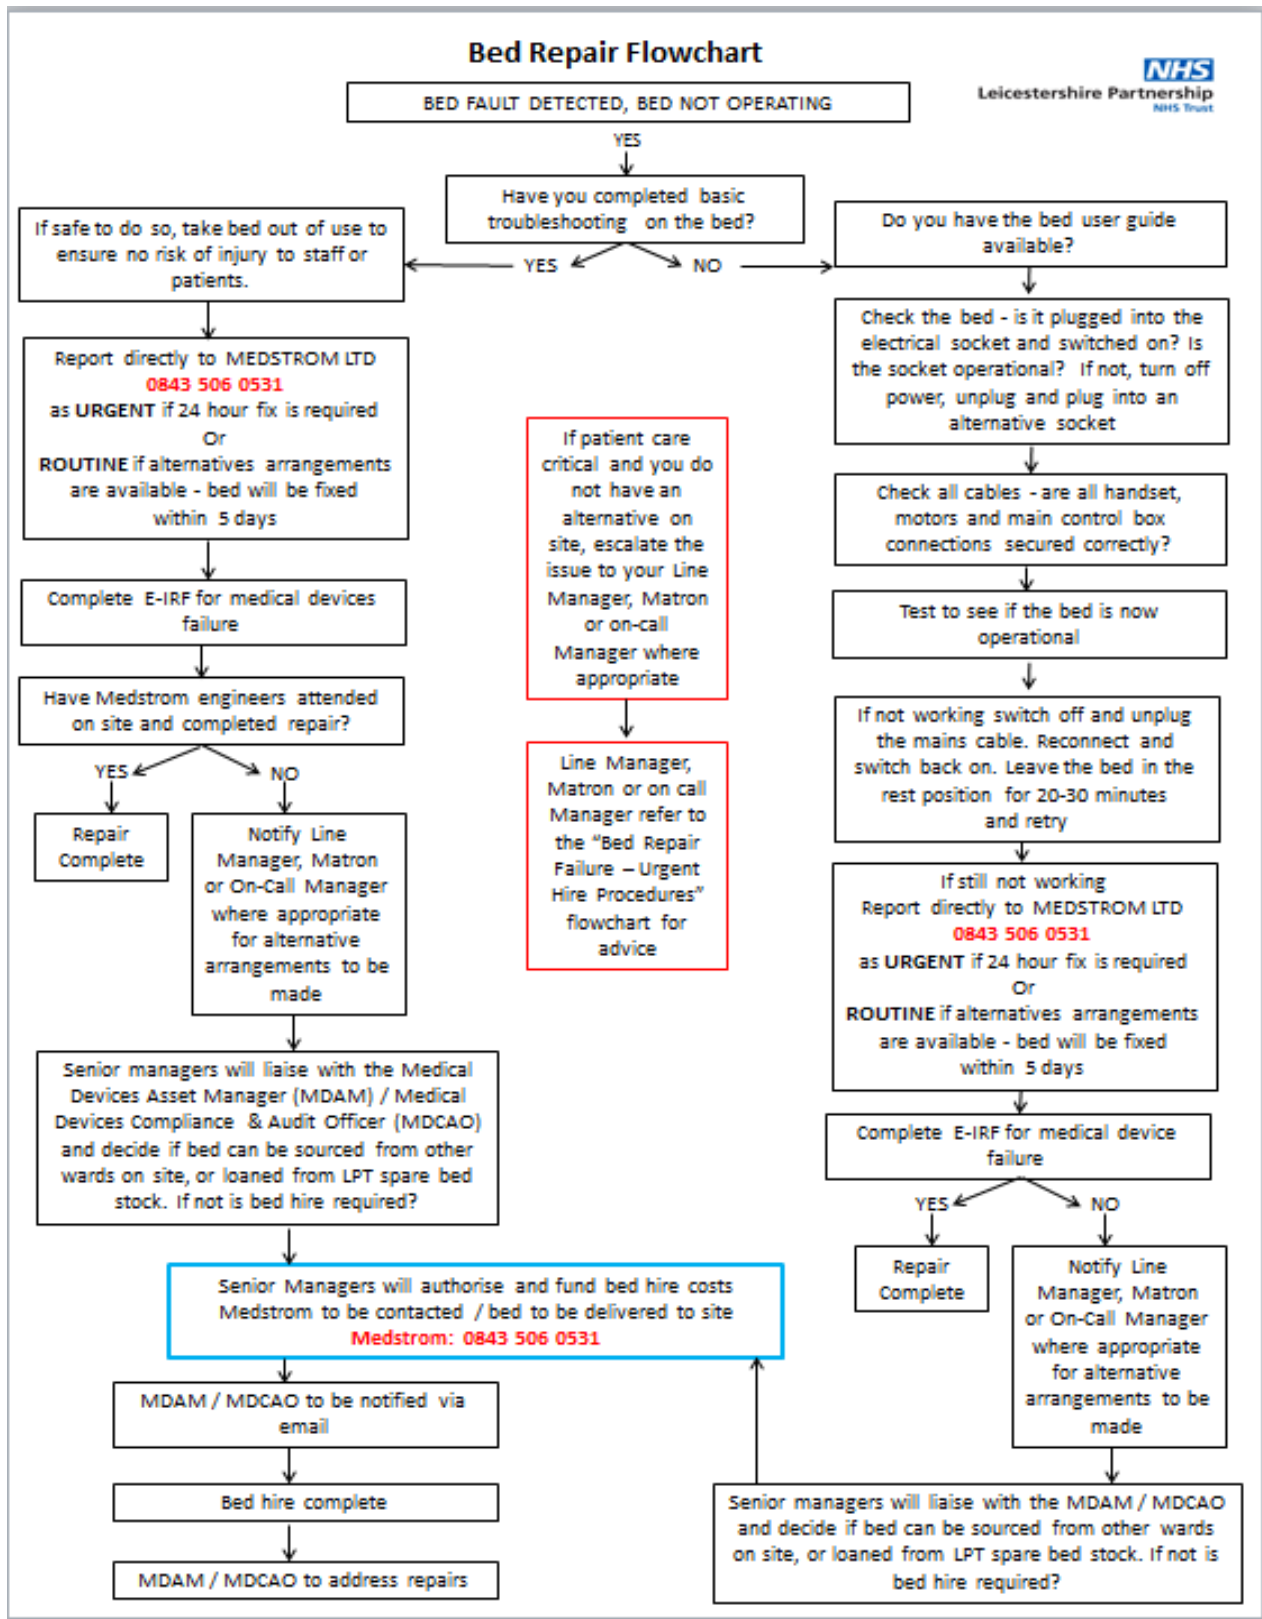 Bed Repair Flowchart
NHS
Leicestershire Partnership
NHS Trust
BED FAULT DETECTED, BED NOT OPERATING
YES
Have you completed basic
troubleshooting on the bed?
YES
NO
If safe to do so, take bed out of use to
ensure no risk of injury to staff or
patients.
Report directly to MEDSTROM LTD
0843 506 0531
as URGENT if 24 hour fix is required
Or
ROUTINE if alternatives arrangements
are available - bed will be fixed
within 5 days
Complete E-IRF for medical devices
failure
Have Medstrom engineers attended
on site and completed repair?
YES
NO
Repair
Complete
Notify Line
Manager, Matron
or On-Call Manager
where appropriate
for alternative
arrangements to be
made
Senior managers will liaise with the Medical
Devices Asset Manager (MDAM) / Medical
Devices Compliance & Audit Officer (MDCAO)
and decide if bed can be sourced from other
wards on site, or loaned from LPT spare bed
stock. If not is bed hire required?
Senior Managers will authorise and fund bed hire costs
Medstrom to be contacted / bed to be delivered to site
Medstrom: 0843 506 0531
MDAM / MDCAO to be notified via
email
Bed hire complete
MDAM / MDCAO to address repairs
If patient care
critical and you do
not have an
alternative on
site, escalate the
issue to your Line
Manager, Matron
or on-call
Manager where
appropriate
Line Manager,
Matron or on call
Manager refer to
the “Bed Repair
Failure – Urgent
Hire Procedures”
flowchart for
advice
Do you have the bed user guide
available?
Check the bed - is it plugged into the
electrical socket and switched on? Is
the socket operational? If not, turn off
power, unplug and plug into an
alternative socket
Check all cables - are all handset,
motors and main control box
connections secured correctly?
Test to see if the bed is now
operational
If not working switch off and unplug
the mains cable. Reconnect and
switch back on. Leave the bed in the
rest position for 20-30 minutes
and retry
If still not working
Report directly to MEDSTROM LTD
0843 506 0531
as URGENT if 24 hour fix is required
Or
ROUTINE if alternatives arrangements
are available - bed will be fixed
within 5 days
Complete E-IRF for medical device
failure
YES
NO
Repair
Complete
Notify Line
Manager, Matron
or On-Call Manager
where appropriate
for alternative
arrangements to be
made
Senior managers will liaise with the MDAM / MDCAO
and decide if bed can be sourced from other wards
on site, or loaned from LPT spare bed stock. If not is
bed hire required?